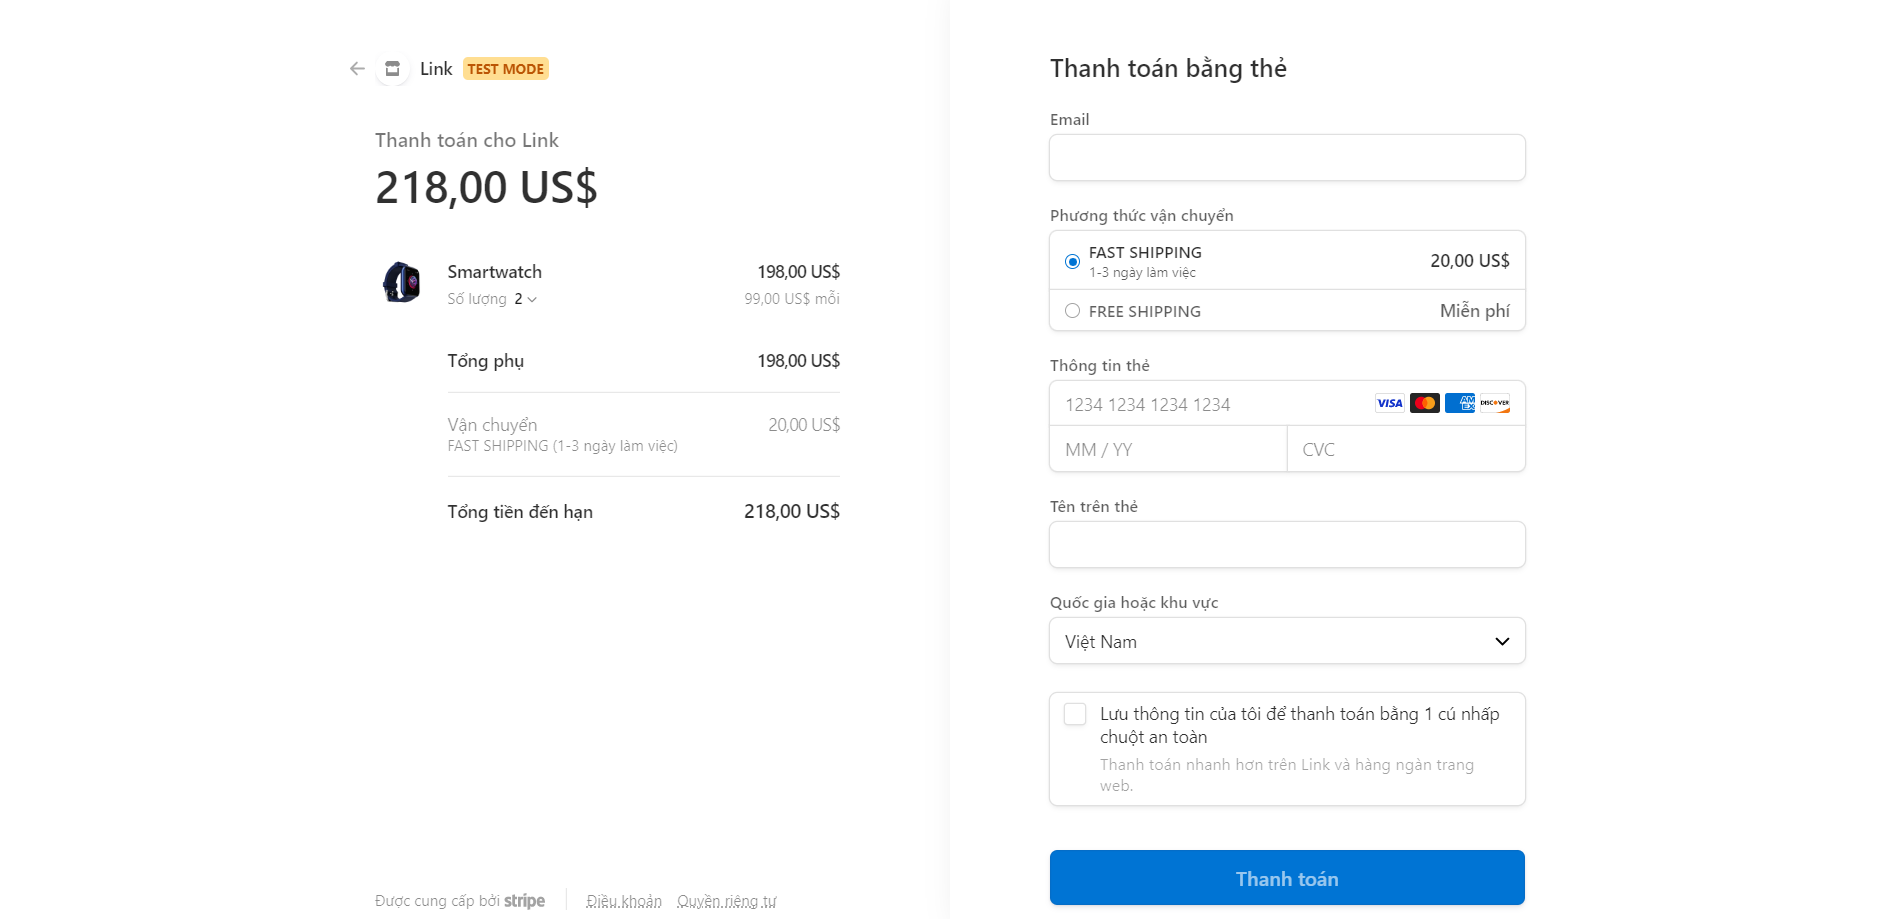 Link TEST MODE
Thanh toán cho Link
218,00 US$
Smartwatch 198,00 US$
Số lượng 2 99,00 US$ mỗi
Tổng phụ 198,00 US$
Vận chuyển 20,00 US$
FAST SHIPPING (1-3 ngày làm việc)
Tổng tiền đến hạn 218,00 US$
Được cung cấp bởi stripe Điều khoản Quyền riêng tư
Thanh toán bằng thẻ
Email
Phương thức vận chuyển
FAST SHIPPING 20,00 US$
1-3 ngày làm việc
FREE SHIPPING Miễn phí
Thông tin thẻ
1234 1234 1234 1234 VISA AM EX DISCOVER
MM / YY CVC
Tên trên thẻ
Quốc gia hoặc khu vực
Việt Nam
Lưu thông tin của tôi để thanh toán bằng 1 cú nhấp
chuột an toàn
Thanh toán nhanh hơn trên Link và hàng ngàn trang
web.
Thanh toán